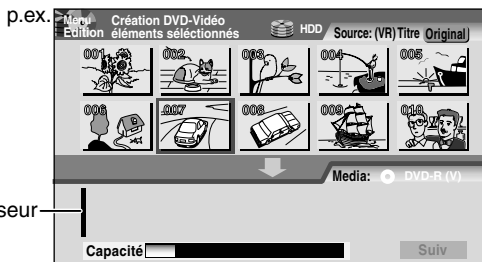 p.ex.
Menu Edition
Création DVD-Vidéo
éléments séléctionnés
HDD
Source: (VR) Titre Original
001 002 003 004 005
006 007 008 009 010
Media: DVD-R (V)
seur
Capacité
Suiv